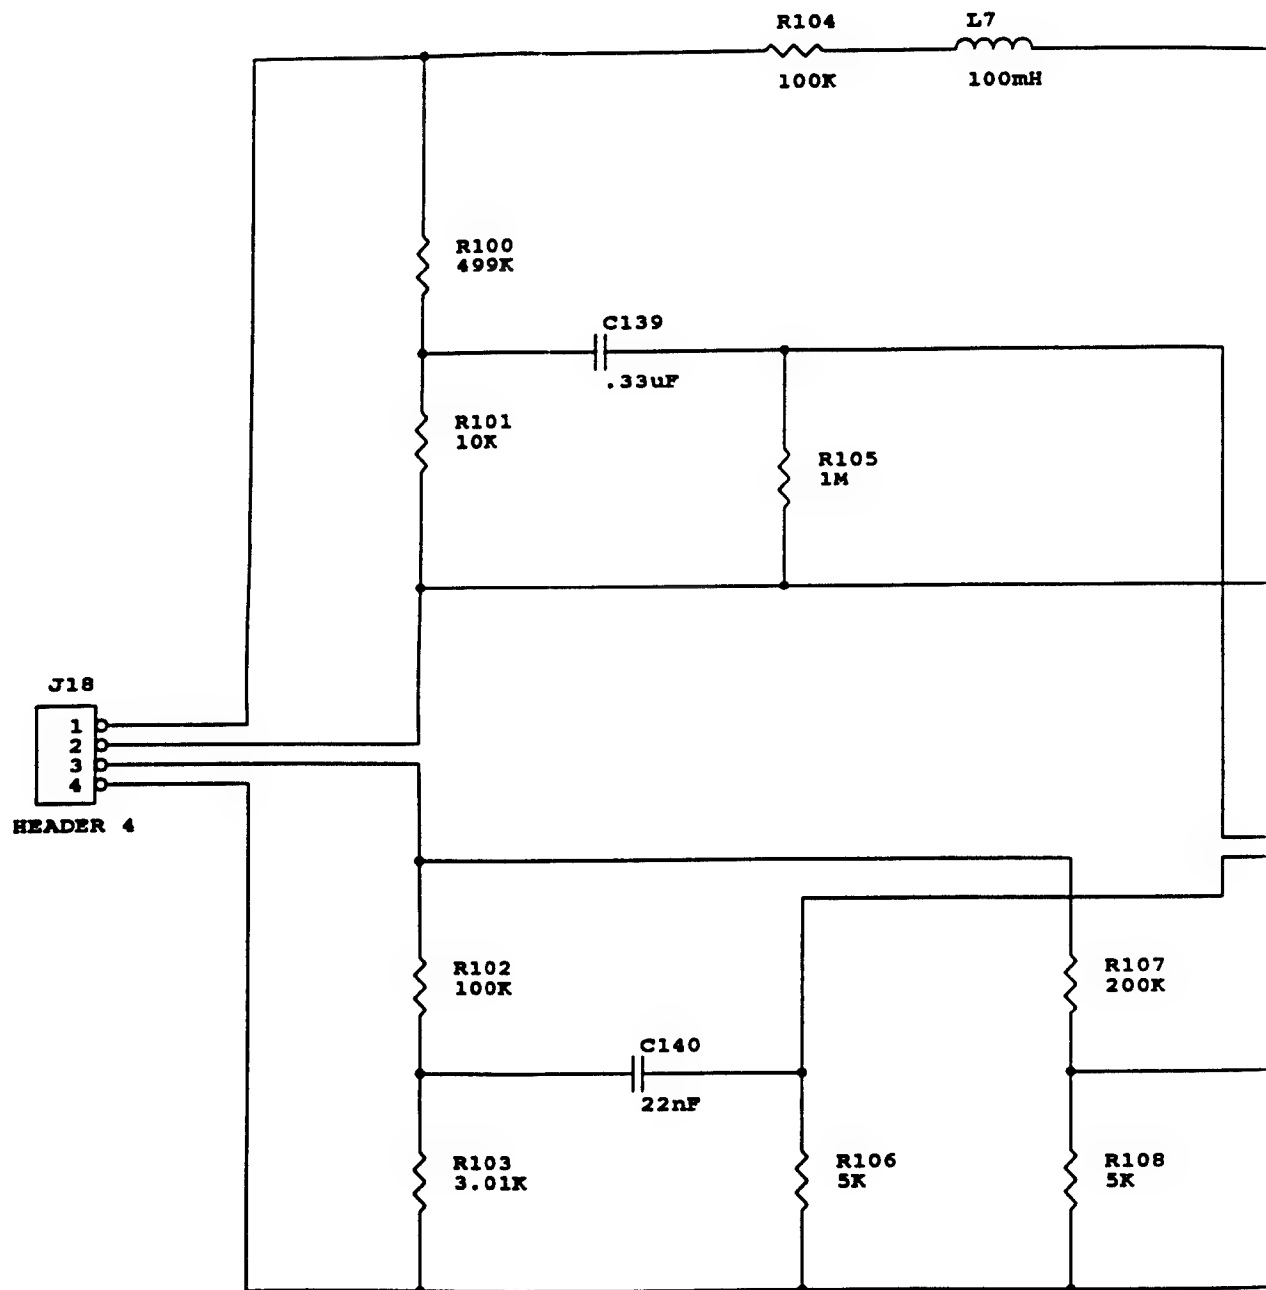 R104
L7
100K
100mH
R100
499K
C139
.33uF
R101
10K
R105
1M
J18
1
2
3
4
HEADER 4
R102
100K
R107
200K
C140
22nF
R103
3.01K
R106
5K
R108
5K